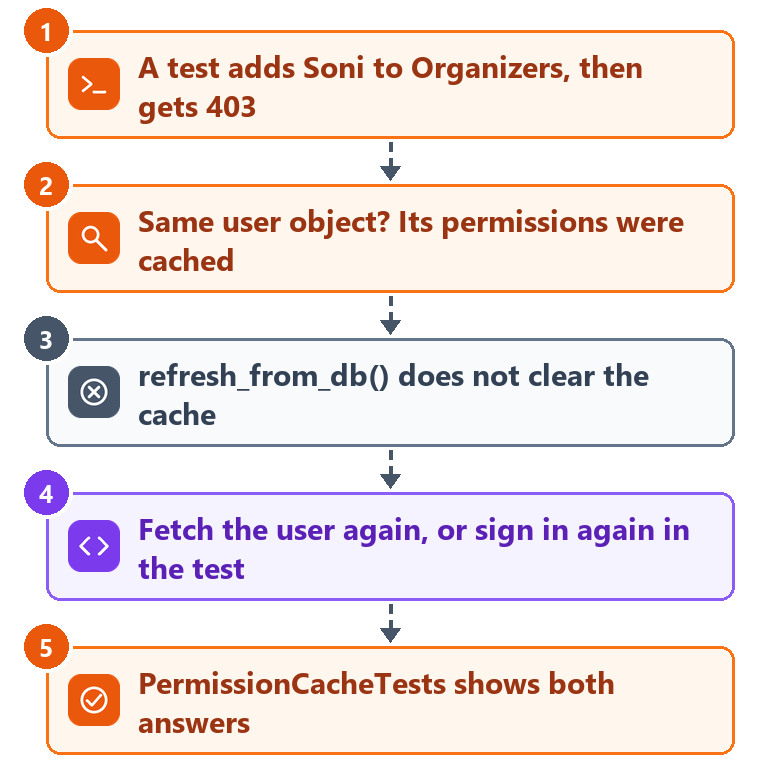 1
A test adds Soni to Organizers, then
gets 403
2
Same user object? Its permissions were
cached
3
refresh_from_db() does not clear the
cache
4
Fetch the user again, or sign in again in
the test
5
PermissionCacheTests shows both
answers